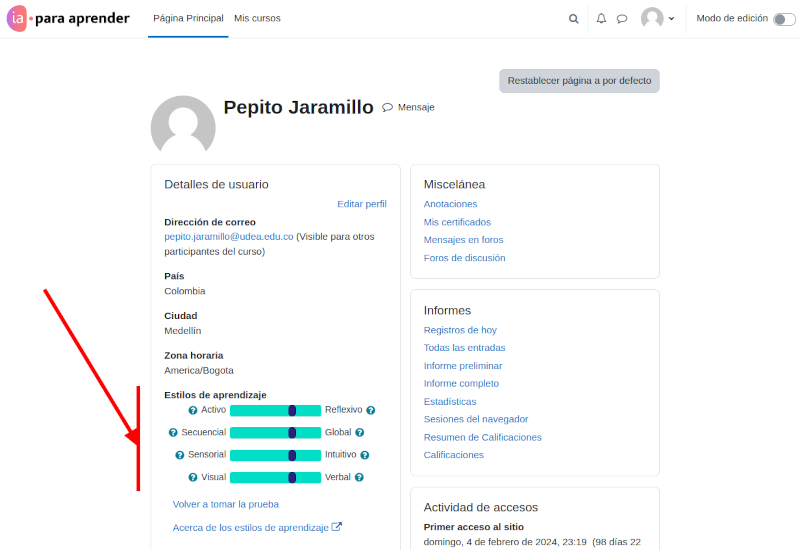 ia para aprender
Página Principal
Mis cursos
Modo de edición
Restablecer página a por defecto
Pepito Jaramillo
Mensaje
Detalles de usuario
Editar perfil
Dirección de correo
pepito.jaramillo@udea.edu.co (Visible para otros
participantes del curso)
País
Colombia
Ciudad
Medellín
Zona horaria
America/Bogota
Estilos de aprendizaje
Activo Reflexivo
Secuencial Global
Sensorial Intuitivo
Visual Verbal
Volver a tomar la prueba
Acerca de los estilos de aprendizaje
Miscelánea
Anotaciones
Mis certificados
Mensajes en foros
Foros de discusión
Informes
Registros de hoy
Todas las entradas
Informe preliminar
Informe completo
Estadísticas
Sesiones del navegador
Resumen de Calificaciones
Calificaciones
Actividad de accesos
Primer acceso al sitio
domingo, 4 de febrero de 2024, 23:19 (98 días 22